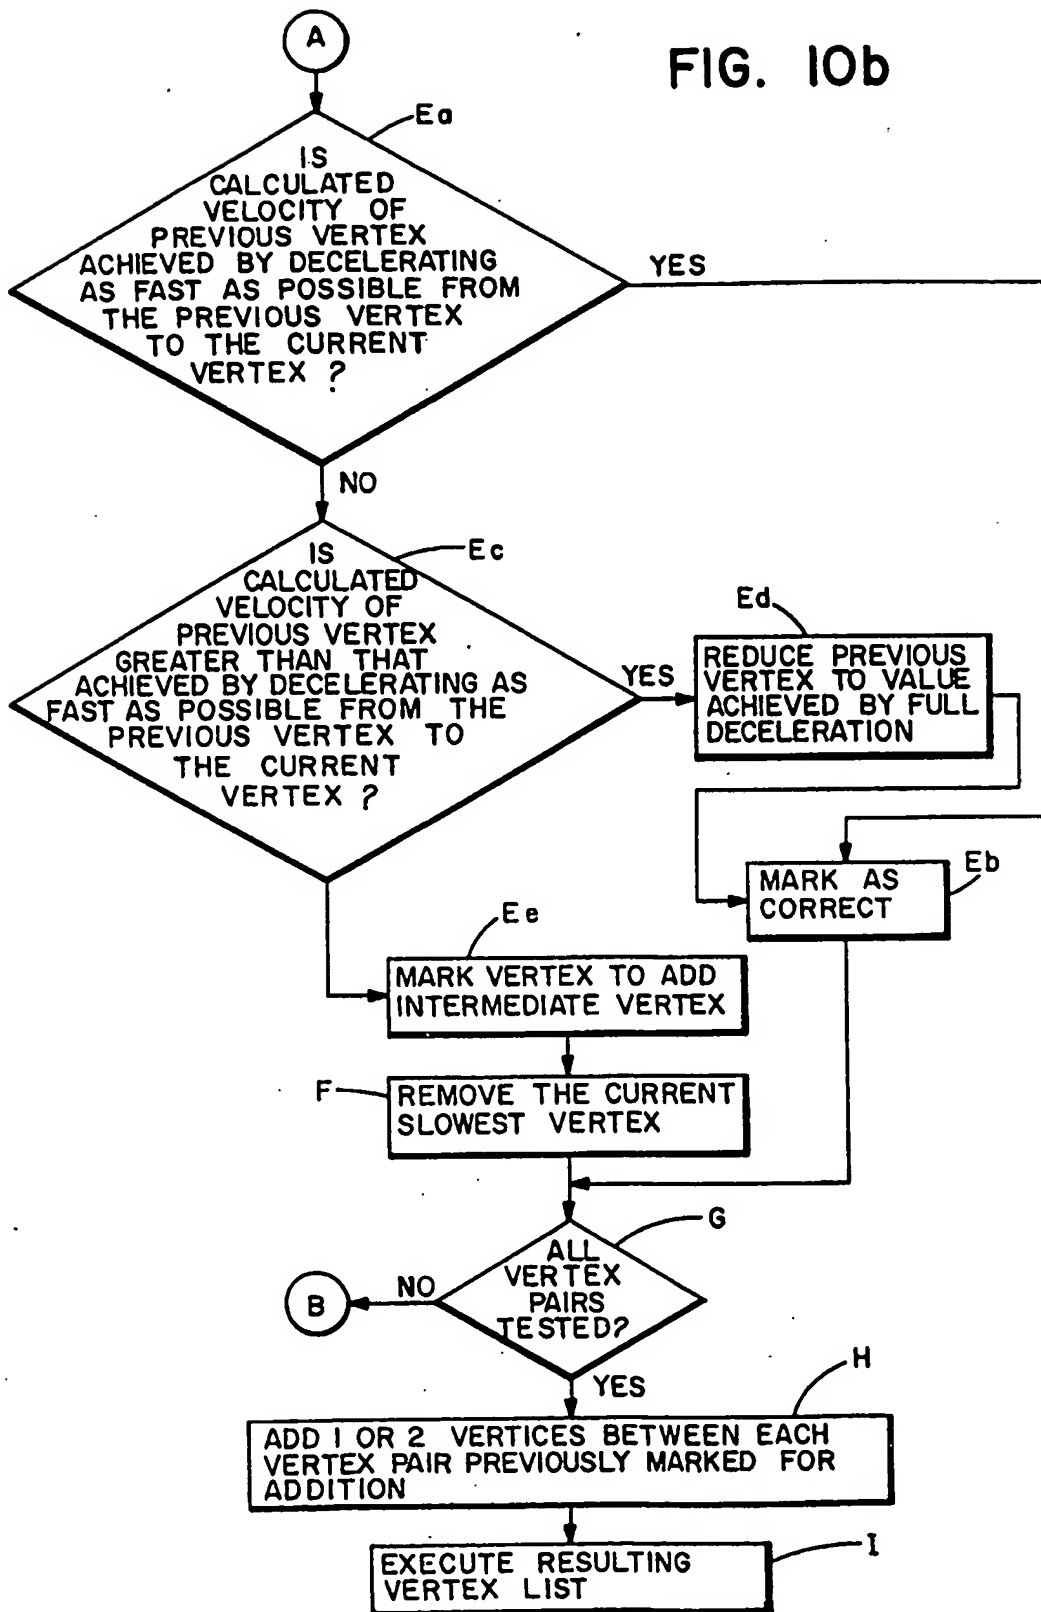 A
FIG. 10b
Ea
IS
CALCULATED
VELOCITY OF
PREVIOUS VERTEX
ACHIEVED BY DECELERATING
AS FAST AS POSSIBLE FROM
THE PREVIOUS VERTEX
TO THE CURRENT
VERTEX ?
YES
NO
Ec
IS
CALCULATED
VELOCITY OF
PREVIOUS VERTEX
GREATER THAN THAT
ACHIEVED BY DECELERATING AS
FAST AS POSSIBLE FROM THE
PREVIOUS VERTEX TO
THE CURRENT
VERTEX ?
YES
Ed
REDUCE PREVIOUS
VERTEX TO VALUE
ACHIEVED BY FULL
DECELERATION
Eb
MARK AS
CORRECT
Ee
MARK VERTEX TO ADD
INTERMEDIATE VERTEX
F
REMOVE THE CURRENT
SLOWEST VERTEX
G
ALL
VERTEX
PAIRS
TESTED?
NO
B
YES
H
ADD 1 OR 2 VERTICES BETWEEN EACH
VERTEX PAIR PREVIOUSLY MARKED FOR
ADDITION
I
EXECUTE RESULTING
VERTEX LIST